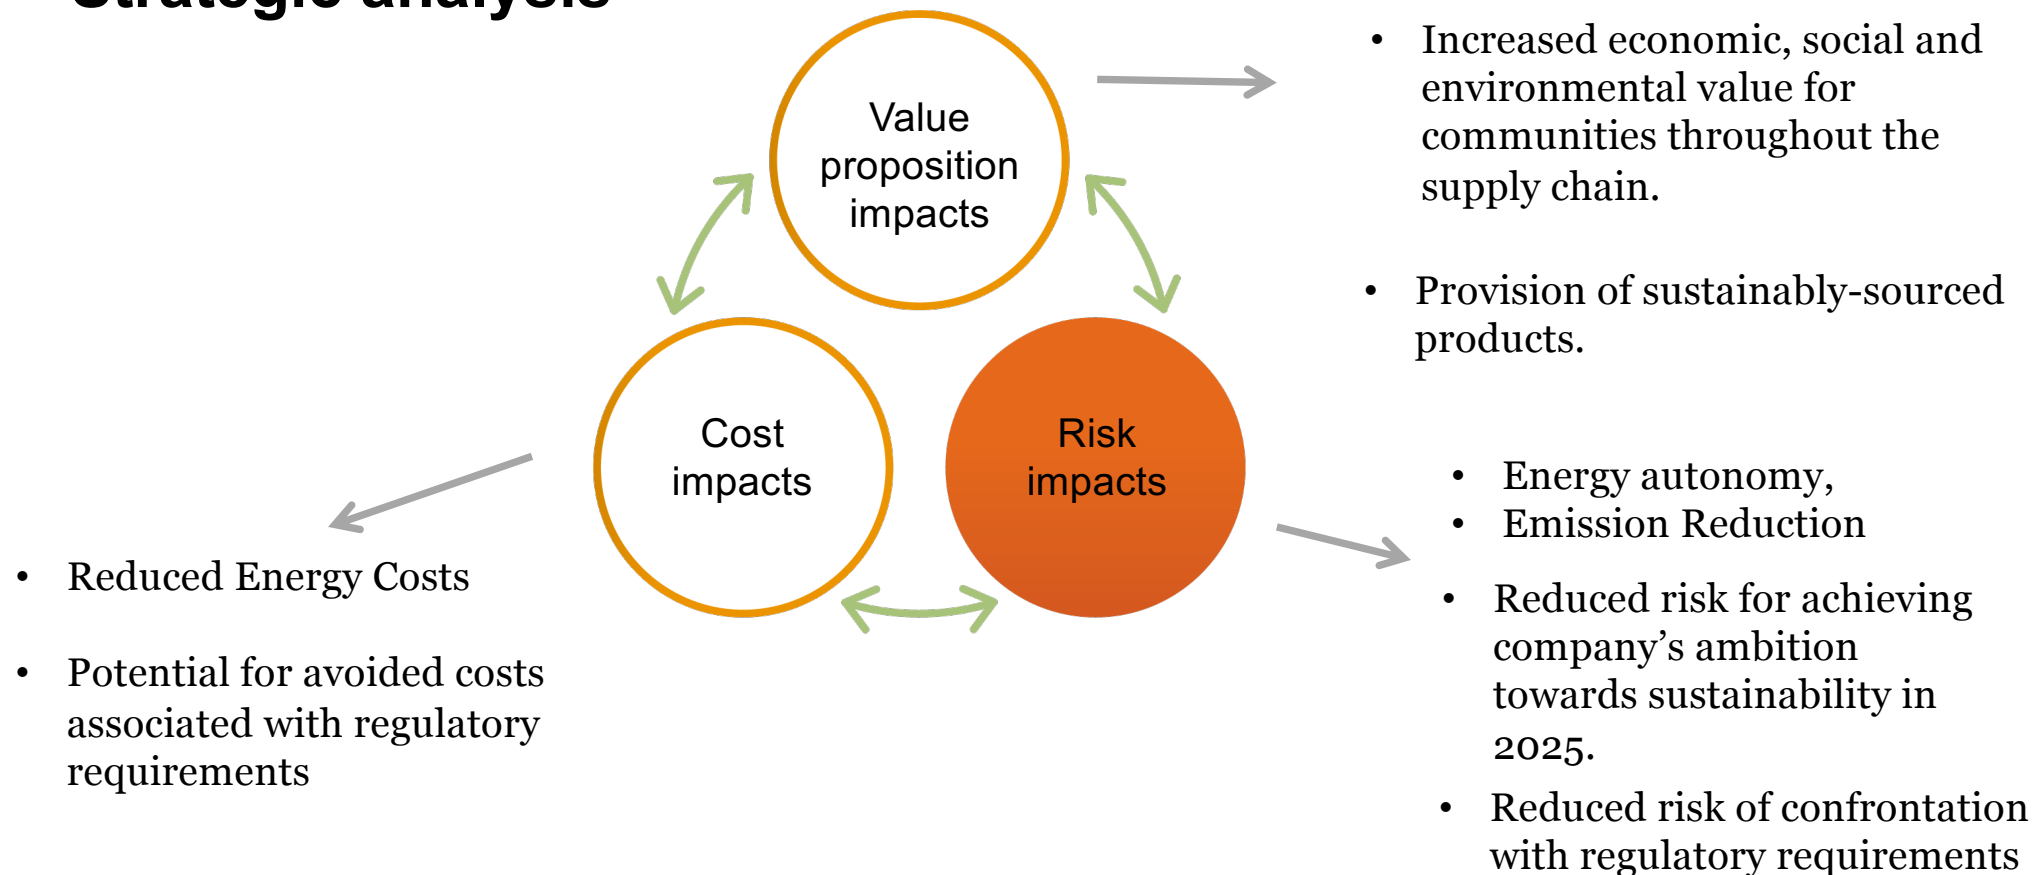 Strategic analysis
Value
proposition
impacts
• Increased economic, social and
environmental value for
communities throughout the
supply chain.
• Provision of sustainably-sourced
products.
Cost
impacts
Risk
impacts
• Energy autonomy,
• Emission Reduction
• Reduced risk for achieving
company’s ambition
towards sustainability in
2025.
• Reduced risk of confrontation
with regulatory requirements
• Reduced Energy Costs
• Potential for avoided costs
associated with regulatory
requirements